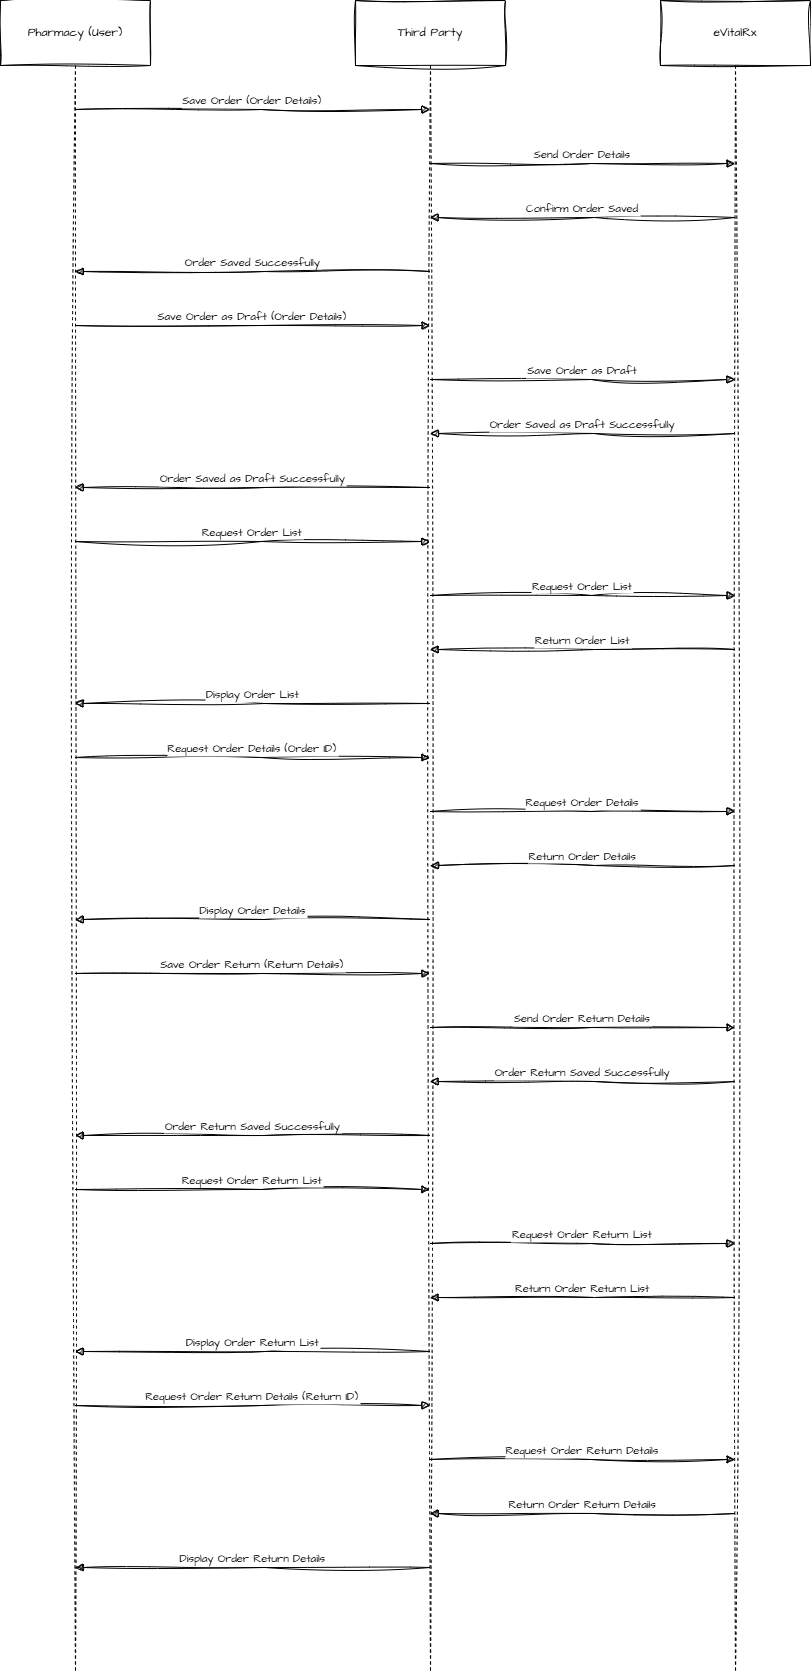 Pharmacy (User)
Third Party
eVitalRx
Save Order (Order Details)
Send Order Details
Confirm Order Saved
Order Saved Successfully
Save Order as Draft (Order Details)
Save Order as Draft
Order Saved as Draft Successfully
Order Saved as Draft Successfully
Request Order List
Request Order List
Return Order List
Display Order List
Request Order Details (Order ID)
Request Order Details
Return Order Details
Display Order Details
Save Order Return (Return Details)
Send Order Return Details
Order Return Saved Successfully
Order Return Saved Successfully
Request Order Return List
Request Order Return List
Return Order Return List
Display Order Return List
Request Order Return Details (Return ID)
Request Order Return Details
Return Order Return Details
Display Order Return Details